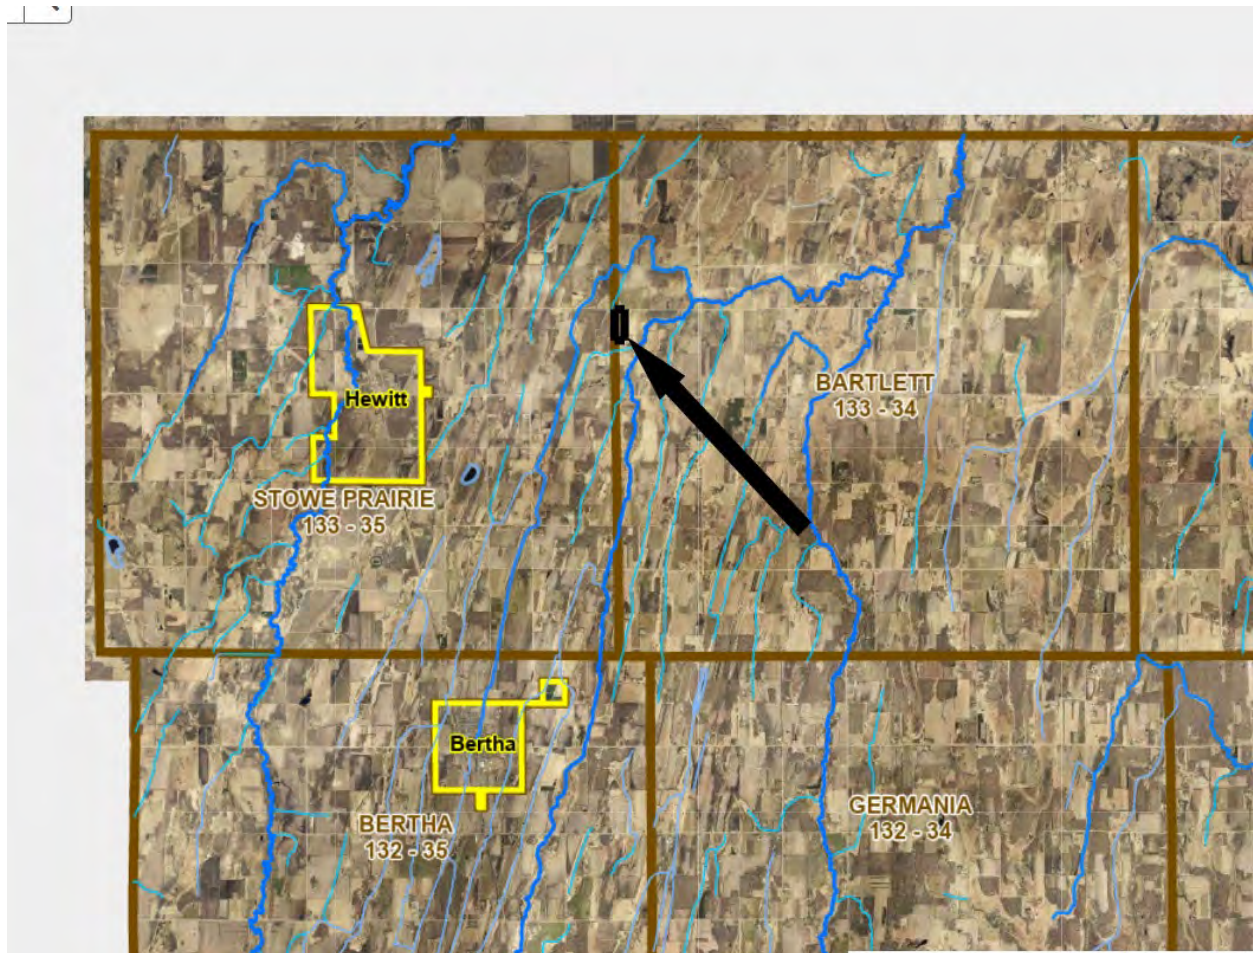 BARTLETT
133 - 34
Hewitt
STOWE PRAIRIE
133 - 35
Bertha
GERMANIA
132 - 34
BERTHA
132 - 35